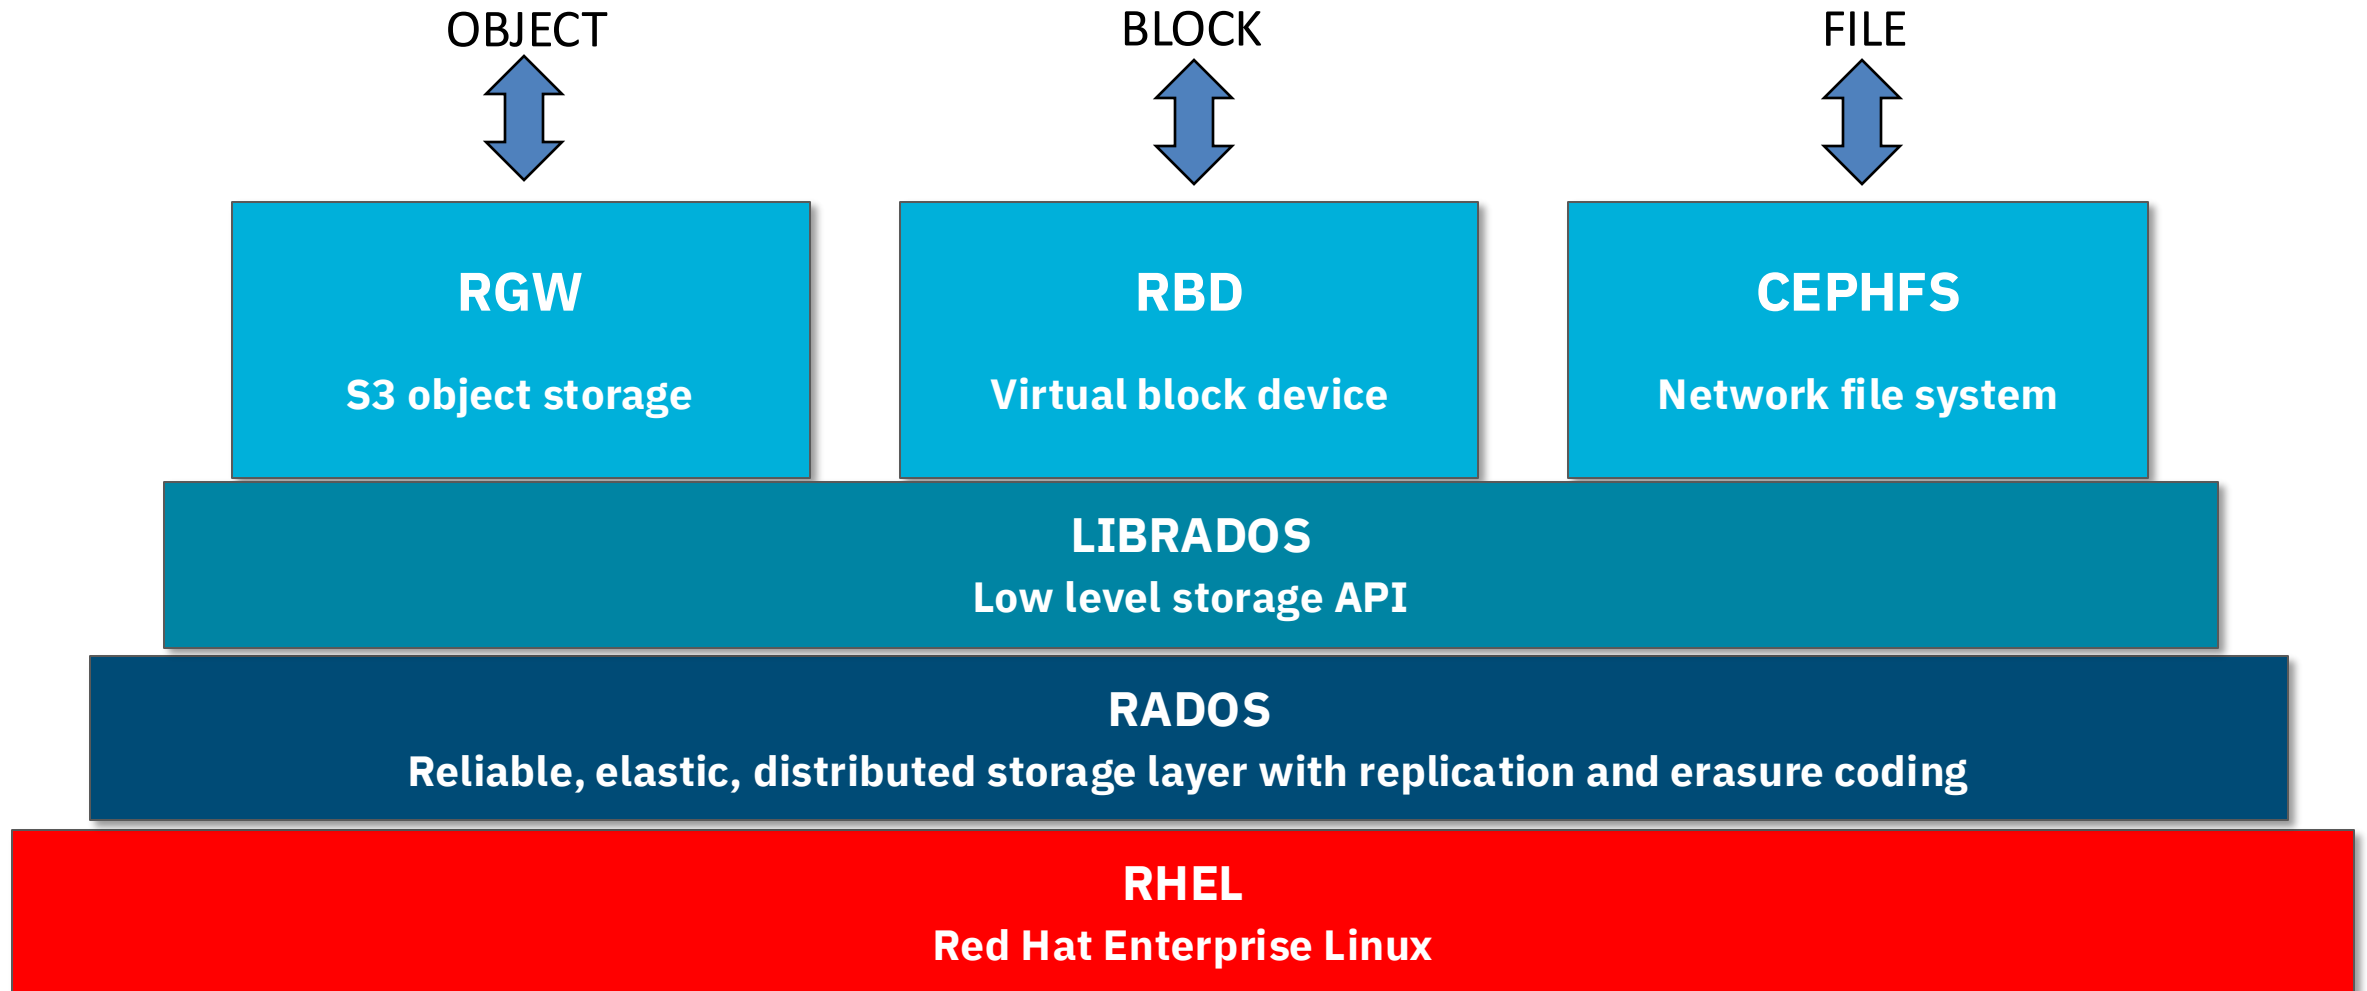 OBJECT
BLOCK
FILE
RGW
S3 object storage
RBD
Virtual block device
CEPHFS
Network file system
LIBRADOS
Low level storage API
RADOS
Reliable, elastic, distributed storage layer with replication and erasure coding
RHEL
Red Hat Enterprise Linux